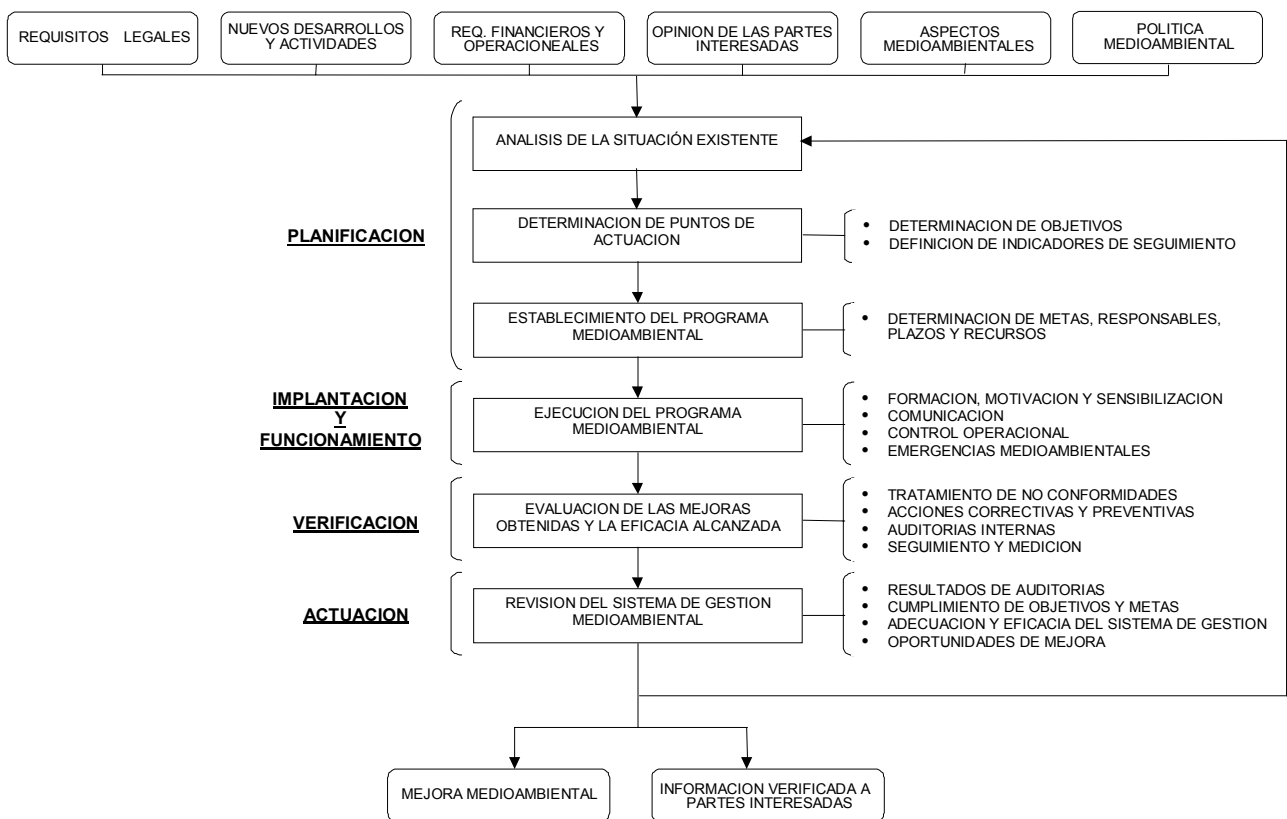 REQUISITOS LEGALES
NUEVOS DESARROLLOS
Y ACTIVIDADES
REQ. FINANCIEROS Y
OPERACIONEALES
OPINION DE LAS PARTES
INTERESADAS
ASPECTOS
MEDIOAMBIENTALES
POLITICA
MEDIOAMBIENTAL
ANALISIS DE LA SITUACIÓN EXISTENTE
PLANIFICACION
DETERMINACION DE PUNTOS DE
ACTUACION
• DETERMINACION DE OBJETIVOS
• DEFINICION DE INDICADORES DE SEGUIMIENTO
ESTABLECIMIENTO DEL PROGRAMA
MEDIOAMBIENTAL
• DETERMINACION DE METAS, RESPONSABLES,
PLAZOS Y RECURSOS
IMPLANTACION
Y
FUNCIONAMIENTO
EJECUCION DEL PROGRAMA
MEDIOAMBIENTAL
• FORMACION, MOTIVACION Y SENSIBILIZACION
• COMUNICACION
• CONTROL OPERACIONAL
• EMERGENCIAS MEDIOAMBIENTALES
VERIFICACION
EVALUACION DE LAS MEJORAS
OBTENIDAS Y LA EFICACIA ALCANZADA
• TRATAMIENTO DE NO CONFORMIDADES
• ACCIONES CORRECTIVAS Y PREVENTIVAS
• AUDITORIAS INTERNAS
• SEGUIMIENTO Y MEDICION
ACTUACION
REVISION DEL SISTEMA DE GESTION
MEDIOAMBIENTAL
• RESULTADOS DE AUDITORIAS
• CUMPLIMIENTO DE OBJETIVOS Y METAS
• ADECUACION Y EFICACIA DEL SISTEMA DE GESTION
• OPORTUNIDADES DE MEJORA
MEJORA MEDIOAMBIENTAL
INFORMACION VERIFICADA A
PARTES INTERESADAS